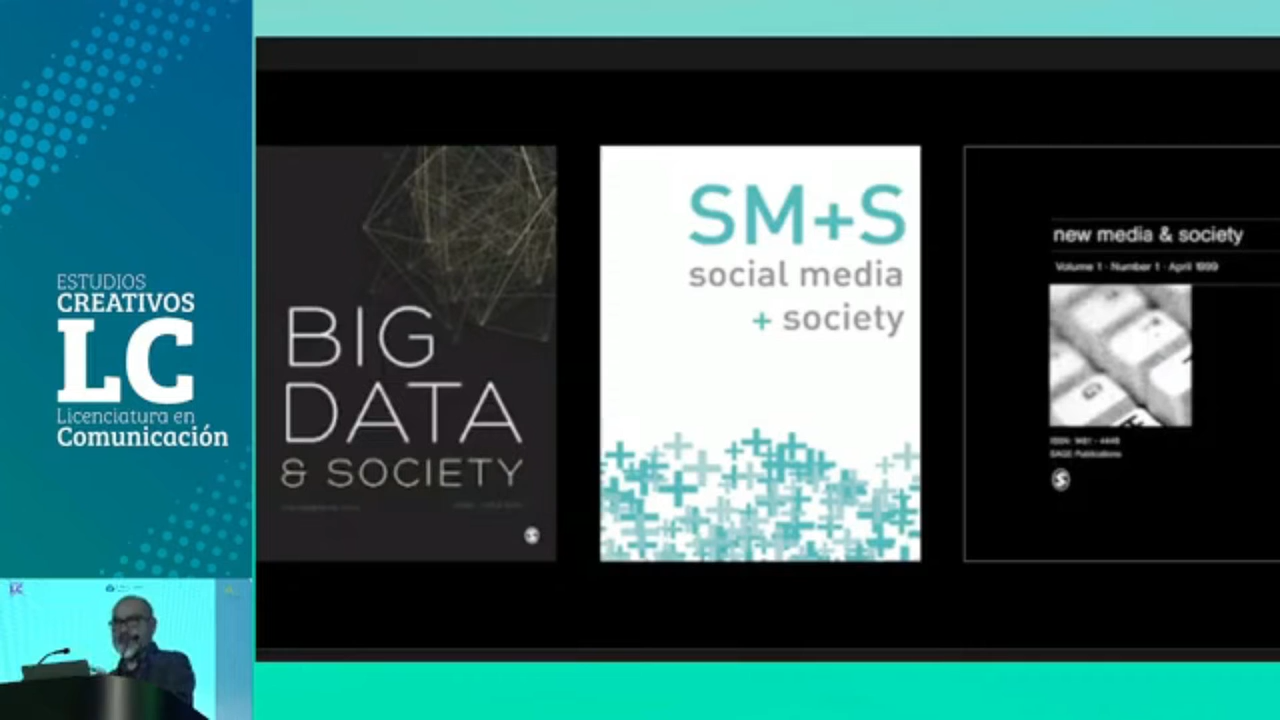 ESTUDIOS
CREATIVOS
LC
Licenciatura en
Comunicación
BIG
DATA
& SOCIETY
SM+S
social media
+ society
new media & society
Volume 1 · Number 1 · April 1999
SAGE Publications